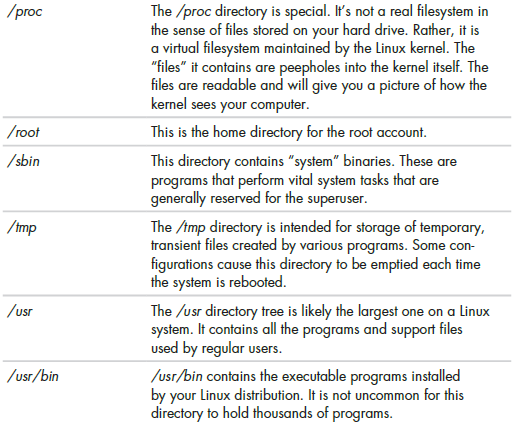 /proc The /proc directory is special. It's not a real filesystem in
the sense of files stored on your hard drive. Rather, it is
a virtual filesystem maintained by the Linux kernel. The
"files" it contains are peepholes into the kernel itself. The
files are readable and will give you a picture of how the
kernel sees your computer.
/root This is the home directory for the root account.
/sbin This directory contains "system" binaries. These are
programs that perform vital system tasks that are
generally reserved for the superuser.
/tmp The /tmp directory is intended for storage of temporary,
transient files created by various programs. Some con-
figurations cause this directory to be emptied each time
the system is rebooted.
/usr The /usr directory tree is likely the largest one on a Linux
system. It contains all the programs and support files
used by regular users.
/usr/bin /usr/bin contains the executable programs installed
by your Linux distribution. It is not uncommon for this
directory to hold thousands of programs.